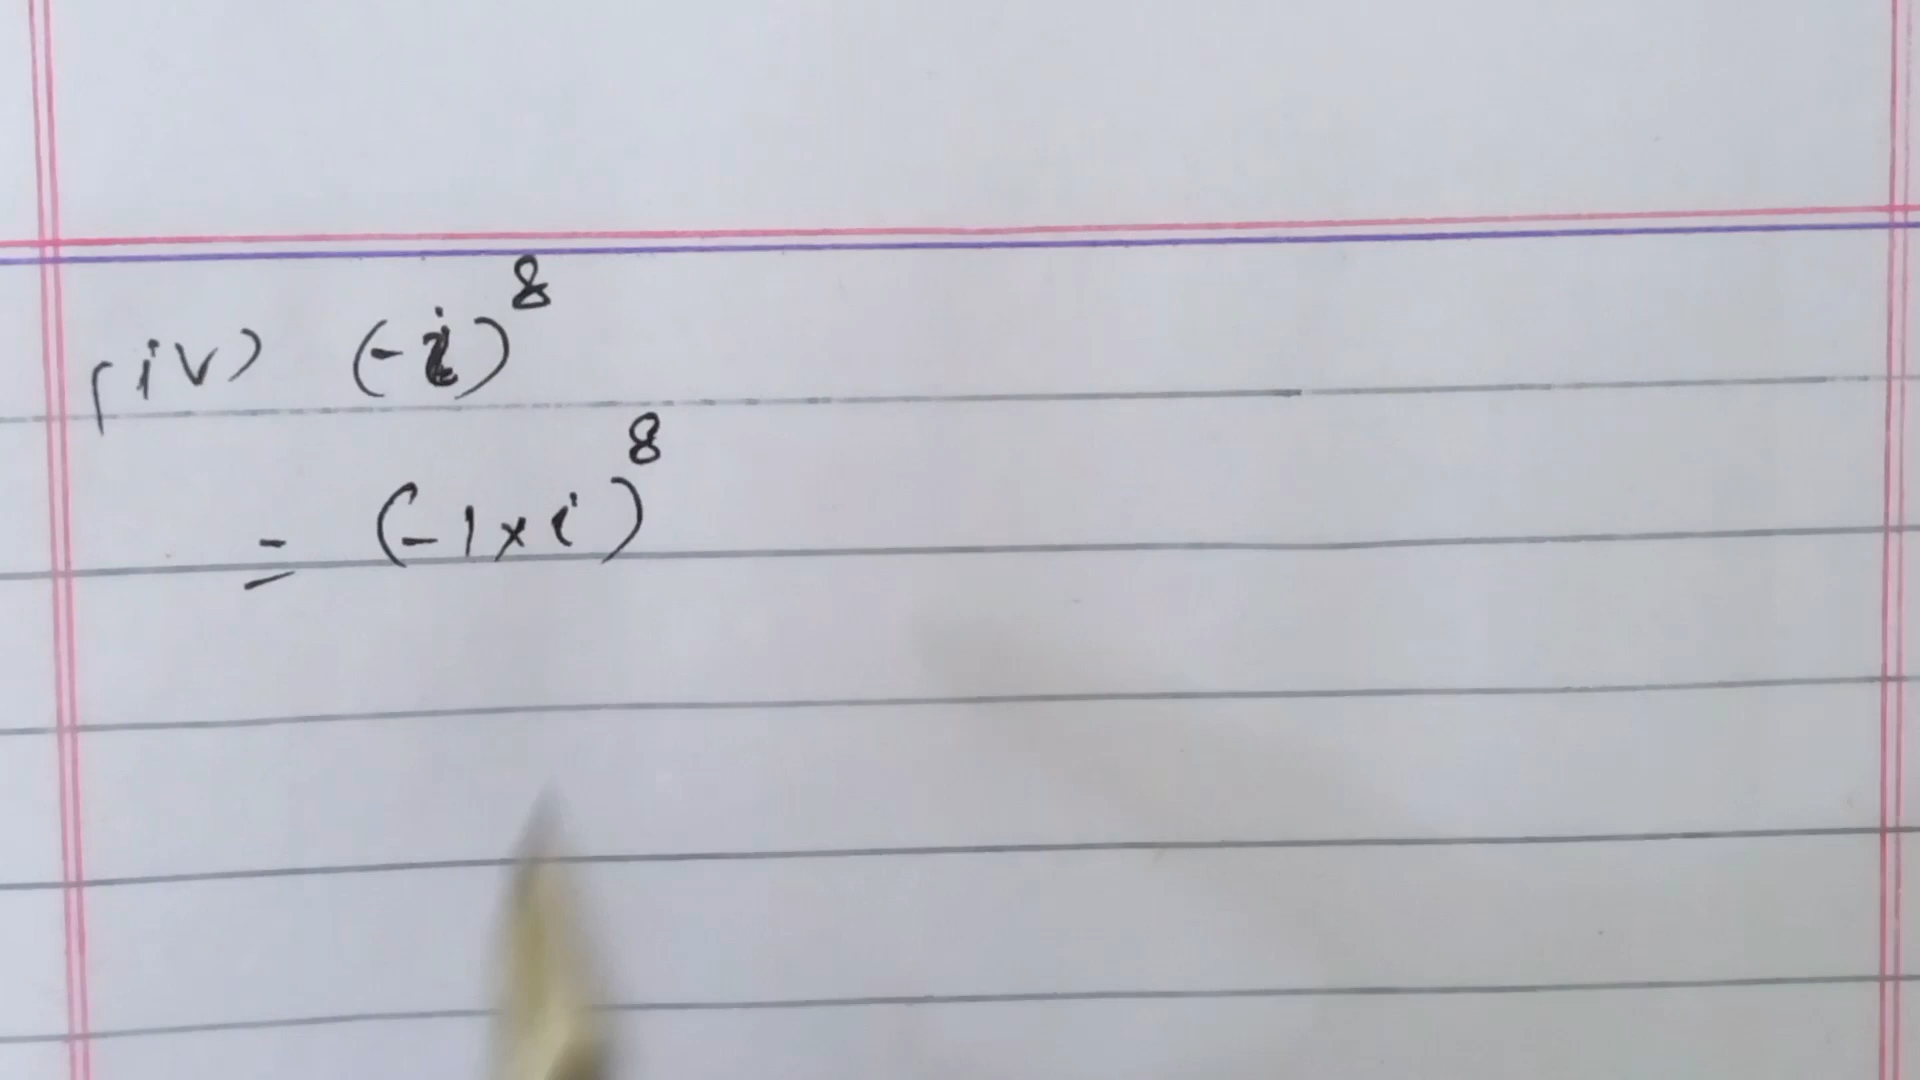 (iv) (-i)⁸
= (-1×i)⁸